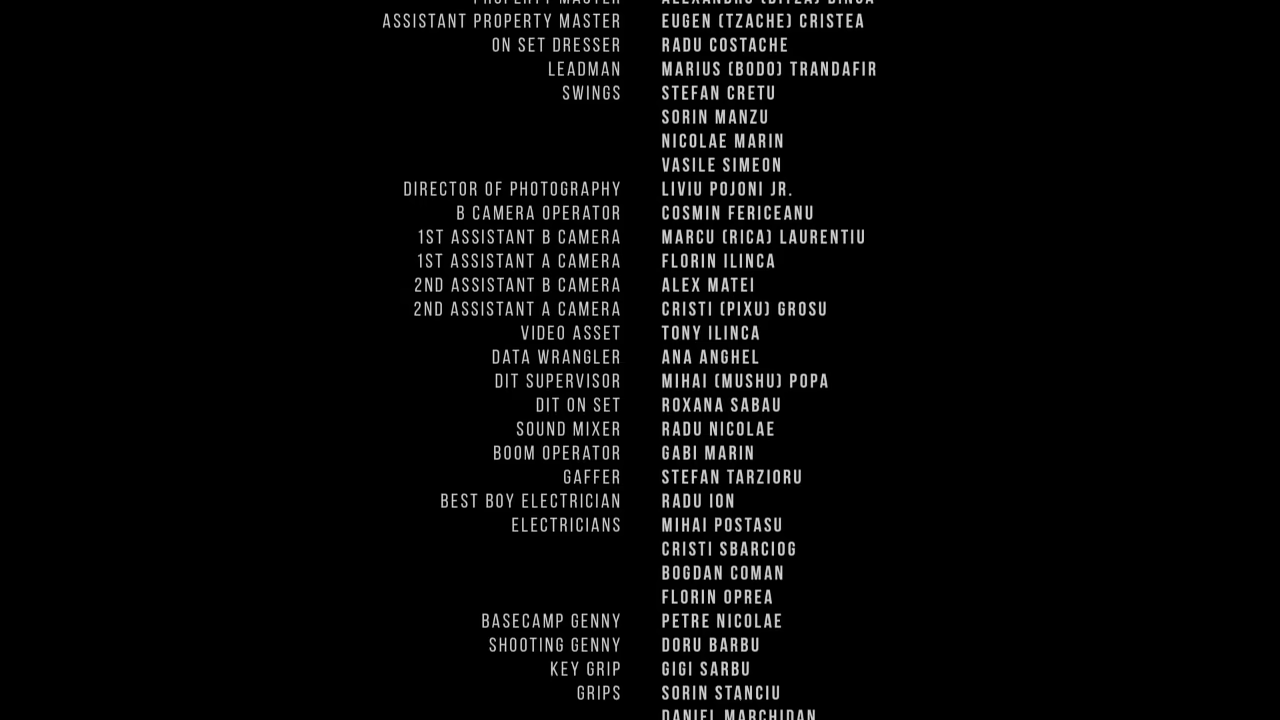 PROPERTY MASTER ALEXANDRU (BITZA) BINCA
ASSISTANT PROPERTY MASTER EUGEN (TZACHE) CRISTEA
ON SET DRESSER RADU COSTACHE
LEADMAN MARIUS (BODO) TRANDAFIR
SWINGS STEFAN CRETU
SORIN MANZU
NICOLAE MARIN
VASILE SIMEON
DIRECTOR OF PHOTOGRAPHY LIVIU POJONI JR.
B CAMERA OPERATOR COSMIN FERICEANU
1ST ASSISTANT B CAMERA MARCU (RICA) LAURENTIU
1ST ASSISTANT A CAMERA FLORIN ILINCA
2ND ASSISTANT B CAMERA ALEX MATEI
2ND ASSISTANT A CAMERA CRISTI (PIXU) GROSU
VIDEO ASSET TONY ILINCA
DATA WRANGLER ANA ANGHEL
DIT SUPERVISOR MIHAI (MUSHU) POPA
DIT ON SET ROXANA SABAU
SOUND MIXER RADU NICOLAE
BOOM OPERATOR GABI MARIN
GAFFER STEFAN TARZIORU
BEST BOY ELECTRICIAN RADU ION
ELECTRICIANS MIHAI POSTASU
CRISTI SBARCIOG
BOGDAN COMAN
FLORIN OPREA
BASECAMP GENNY PETRE NICOLAE
SHOOTING GENNY DORU BARBU
KEY GRIP GIGI SARBU
GRIPS SORIN STANCIU
DANIEL MARCHIDAN